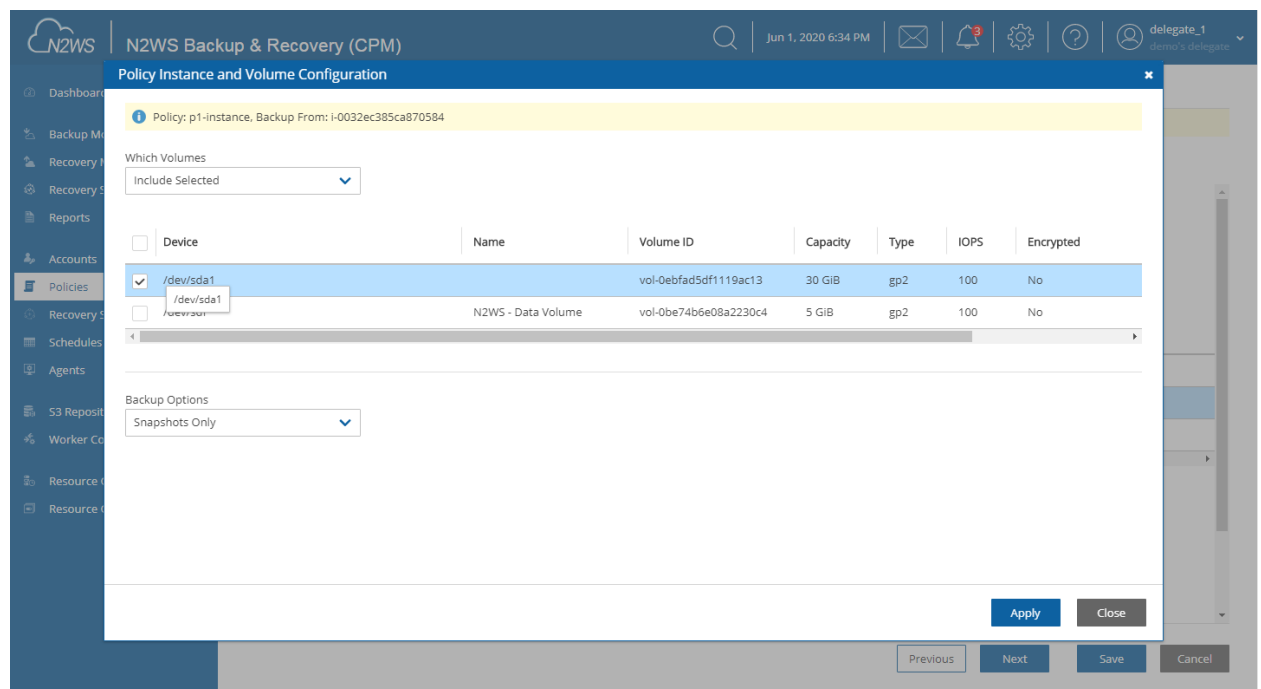 N2WS
N2WS Backup & Recovery (CPM)
Jun 1, 2020 6:34 PM
3
delegate_1
demo's delegate
Policy Instance and Volume Configuration
Dashboard
Policy: p1-instance, Backup From: i-0032ec385ca870584
Backup Mo
Which Volumes
Recovery M
Include Selected
Recovery S
Reports
Device Name Volume ID Capacity Type IOPS Encrypted
Accounts
/dev/sda1 vol-0ebfad5df1119ac13 30 GiB gp2 100 No
Policies
/dev/sda1
Recovery S
/dev/sdf N2WS - Data Volume vol-0be74b6e08a2230c4 5 GiB gp2 100 No
Schedules
Agents
Backup Options
S3 Reposit
Snapshots Only
Worker Co
Resource
Resource
Apply Close
Previous Next Save Cancel